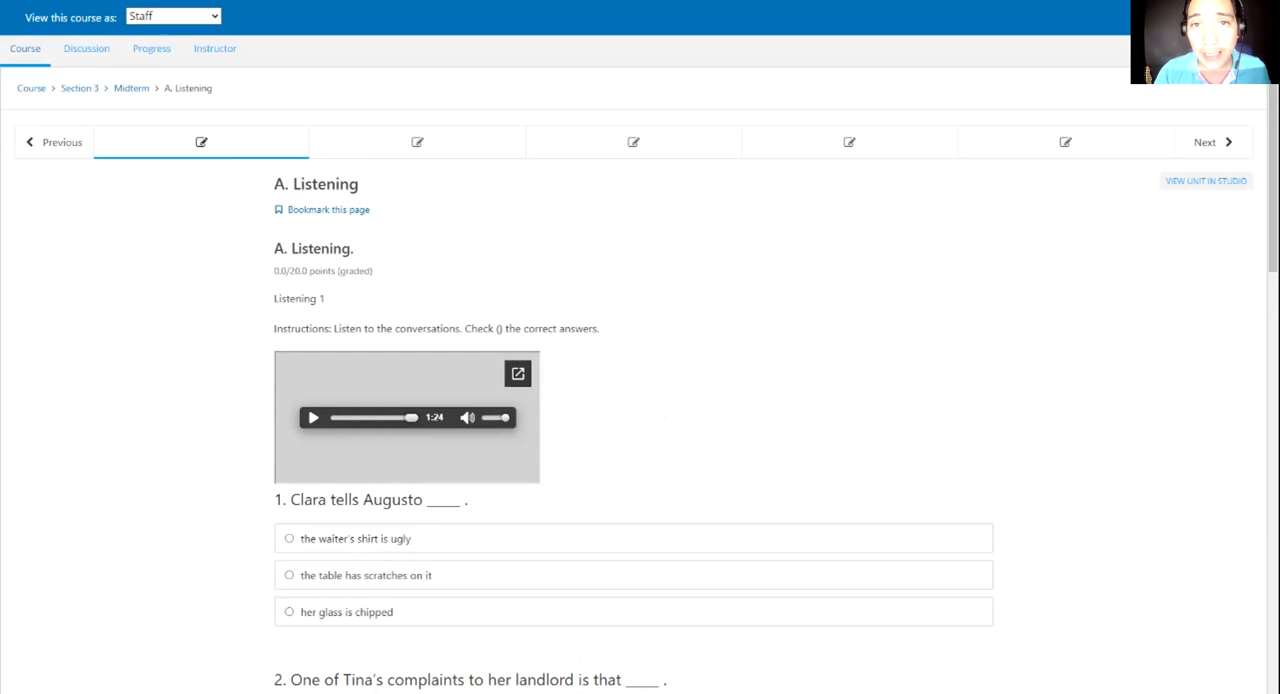 View this course as: Staff
Course Discussion Progress Instructor
Course > Section 3 > Midterm > A. Listening
Previous Next
A. Listening
VIEW UNIT IN STUDIO
Bookmark this page
A. Listening.
0.0/20.0 points (graded)
Listening 1
Instructions: Listen to the conversations. Check () the correct answers.
1:24
1. Clara tells Augusto _____ .
the waiter's shirt is ugly
the table has scratches on it
her glass is chipped
2. One of Tina's complaints to her landlord is that _____ .